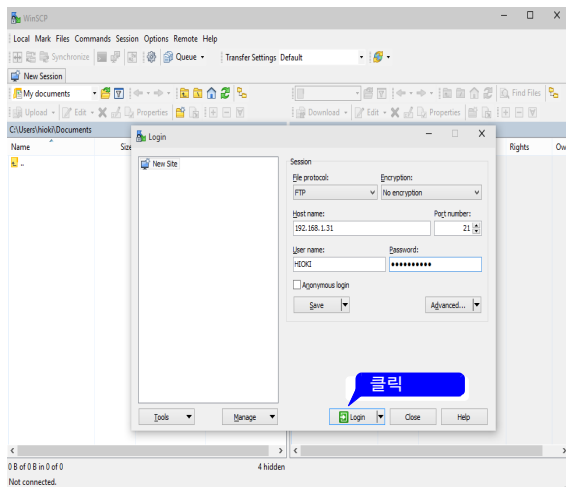 WinSCP
Local Mark Files Commands Session Options Remote Help
Synchronize Queue Transfer Settings Default
New Session
My documents Find Files
Upload Edit Properties Download Edit Properties
C:\Users\hioki\Documents
Name Size Rights Ow
..
Login
New Site
Session
File protocol: Encryption:
FTP No encryption
Host name: Port number:
192.168.1.31 21
User name: Password:
HIOKI ●●●●●●●●●●
Anonymous login
Save Advanced...
클릭
Tools Manage Login Close Help
0 B of 0 B in 0 of 0 4 hidden
Not connected.